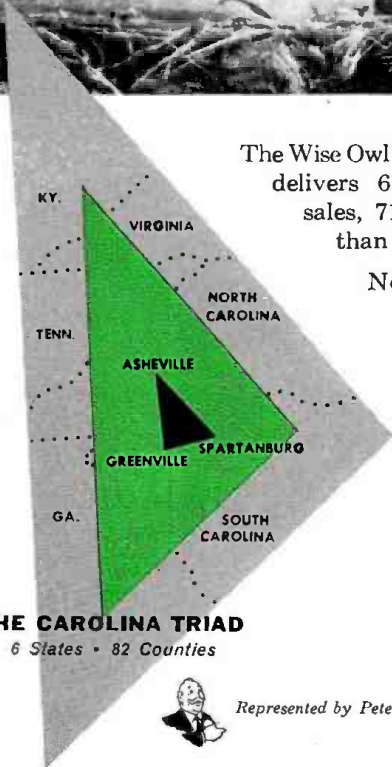 The Wise Owl
delivers 6
sales, 7
than
KY.
VIRGINIA
NORTH
CAROLINA
TENN.
ASHEVILLE
SPARTANBURG
GREENVILLE
GA.
SOUTH
CAROLINA
HE CAROLINA TRIAD
6 States • 82 Counties
Represented by Pete